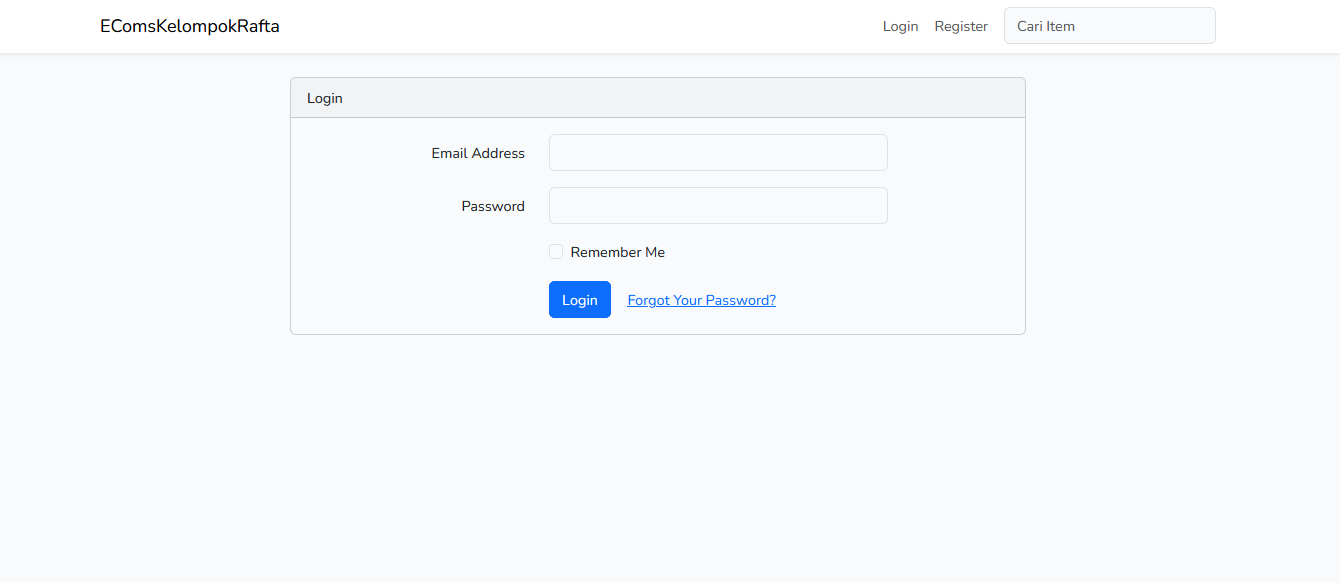 EComsKelompokRafta
Login Register Cari Item
Login
Email Address
Password
Remember Me
Login Forgot Your Password?